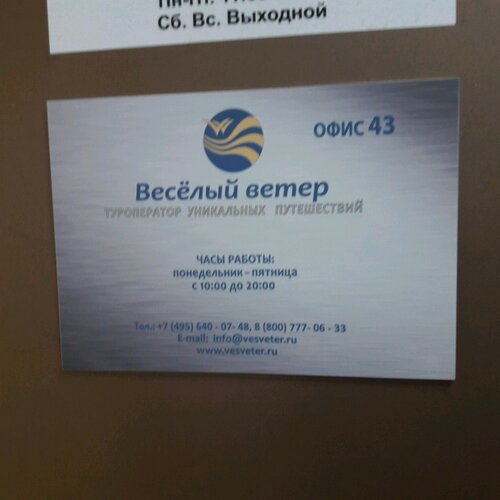 Сб. Вс. Выходной
ОФИС 43
Весёлый ветер
ТУРОПЕРАТОР УНИКАЛЬНЫХ ПУТЕШЕСТВИЙ
ЧАСЫ РАБОТЫ:
понедельник – пятница
с 10:00 до 20:00
Тел.: +7 (495) 640 - 07- 48, 8 (800) 777- 06 - 33
E-mail: info@vesveter.ru
www.vesveter.ru